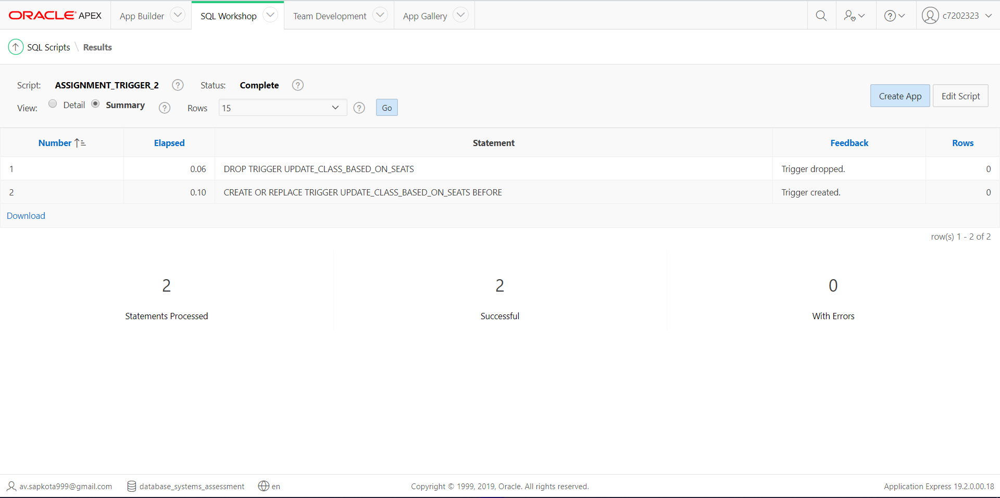 ORACLE APEX App Builder SQL Workshop Team Development App Gallery c7202323
SQL Scripts \ Results
Script: ASSIGNMENT_TRIGGER_2 ? Status: Complete ?
View: Detail Summary ? Rows 15 ? Go
Create App Edit Script
Number Elapsed Statement Feedback Rows
1 0.06 DROP TRIGGER UPDATE_CLASS_BASED_ON_SEATS Trigger dropped. 0
2 0.10 CREATE OR REPLACE TRIGGER UPDATE_CLASS_BASED_ON_SEATS BEFORE Trigger created. 0
Download
row(s) 1 - 2 of 2
2 2 0
Statements Processed Successful With Errors
av.sapkota999@gmail.com database_systems_assessment en Copyright © 1999, 2019, Oracle. All rights reserved. Application Express 19.2.0.00.18